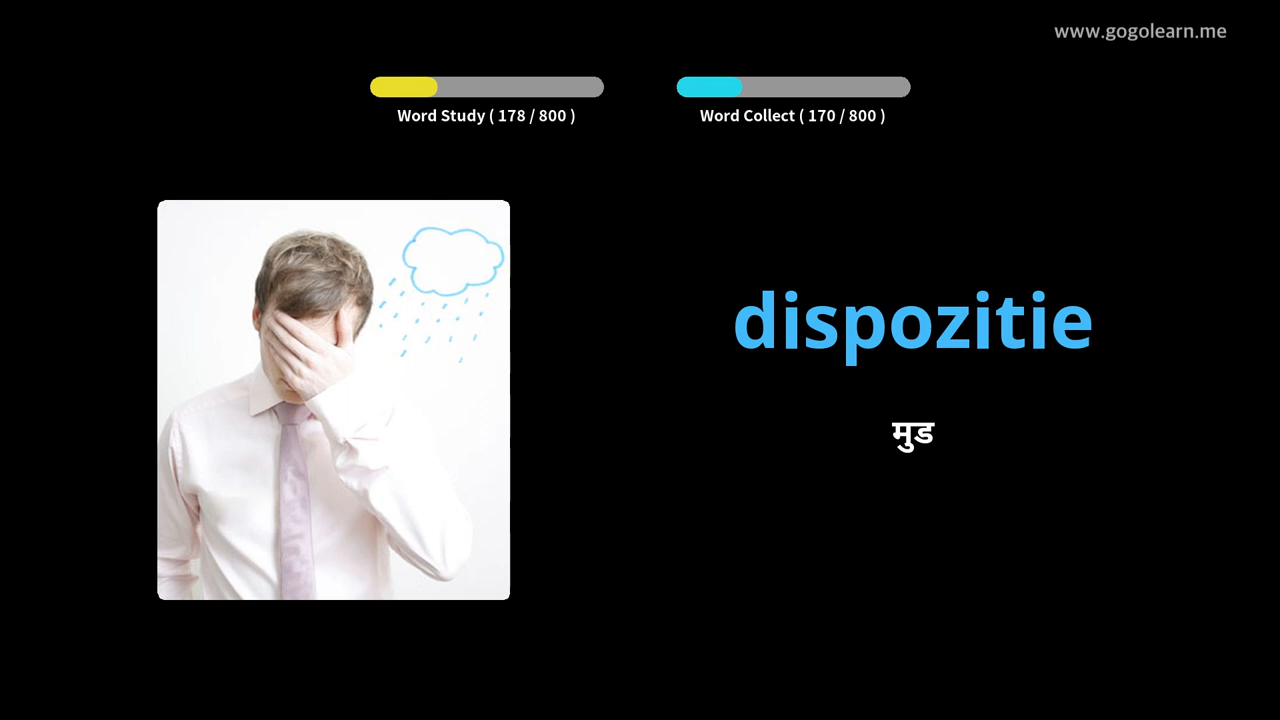 www.gogolearn.me
Word Study ( 178 / 800 )
Word Collect ( 170 / 800 )
dispozitie
मुड